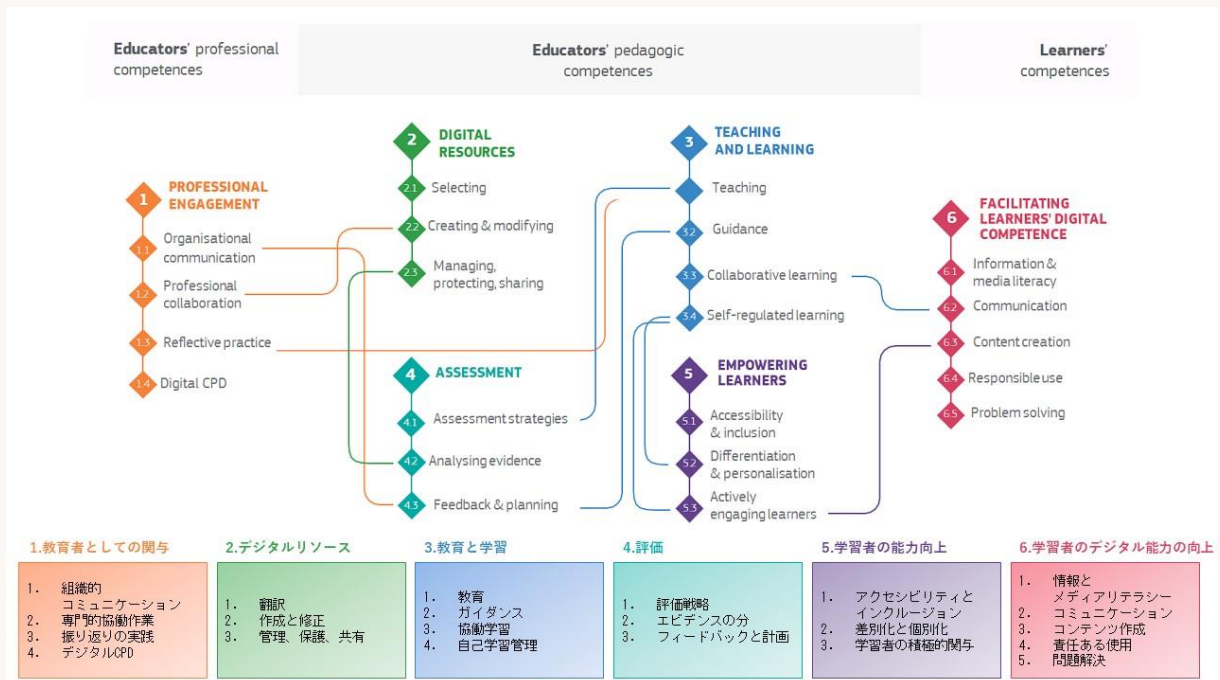 Educators' professional
competences
Educators' pedagogic
competences
Learners'
competences
1
PROFESSIONAL
ENGAGEMENT
1.1
Organisational
communication
1.2
Professional
collaboration
1.3
Reflective practice
1.4
Digital CPD
2
DIGITAL
RESOURCES
2.1
Selecting
2.2
Creating & modifying
2.3
Managing,
protecting, sharing
3
TEACHING
AND LEARNING
Teaching
3.2
Guidance
3.3
Collaborative learning
3.4
Self-regulated learning
4
ASSESSMENT
4.1
Assessment strategies
4.2
Analysing evidence
4.3
Feedback & planning
5
EMPOWERING
LEARNERS
5.1
Accessibility
& inclusion
5.2
Differentiation
& personalisation
5.3
Actively
engaging learners
6
FACILITATING
LEARNERS' DIGITAL
COMPETENCE
6.1
Information &
media literacy
6.2
Communication
6.3
Content creation
6.4
Responsible use
6.5
Problem solving
1.教育者としての関与
1. 組織的
コミュニケーション
2. 専門的協働作業
3. 振り返りの実践
4. デジタルCPD
2.デジタルリソース
1. 翻訳
2. 作成と修正
3. 管理、保護、共有
3.教育と学習
1. 教育
2. ガイダンス
3. 協働学習
4. 自己学習管理
4.評価
1. 評価戦略
2. エビデンスの分
3. フィードバックと計画
5.学習者の能力向上
1. アクセシビリティと
インクルージョン
2. 差別化と個別化
3. 学習者の積極的関与
6.学習者のデジタル能力の向上
1. 情報と
メディアリテラシー
2. コミュニケーション
3. コンテンツ作成
4. 責任ある使用
5. 問題解決